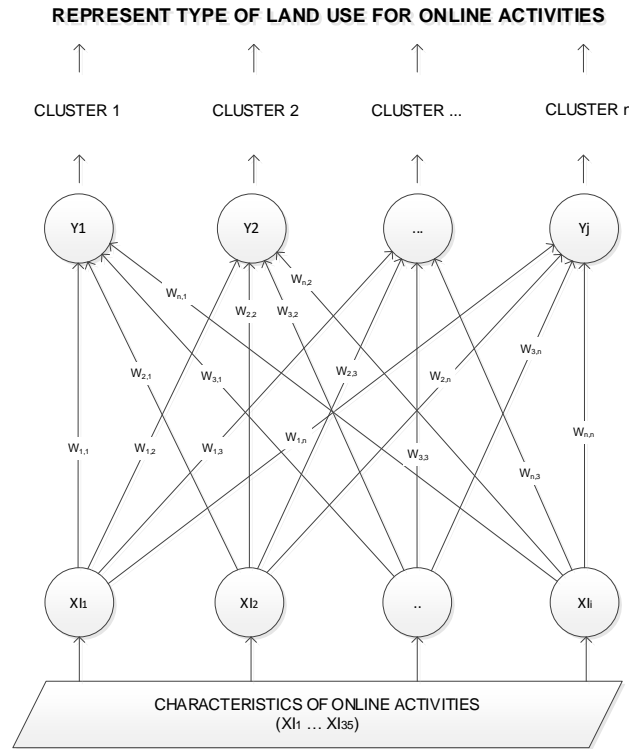 REPRESENT TYPE OF LAND USE FOR ONLINE ACTIVITIES
CLUSTER 1 CLUSTER 2 CLUSTER ... CLUSTER n
Y1 Y2 ... Yj
Wn,1 Wn,2
W2,2 W3,2
W2,1 W3,1 W2,3 W2,n W3,n
W1,1 W1,2 W1,3 W1,n W3,3 Wn,3 Wn,n
XI1 XI2 .. XIi
CHARACTERISTICS OF ONLINE ACTIVITIES
(XI1 ... XI35)